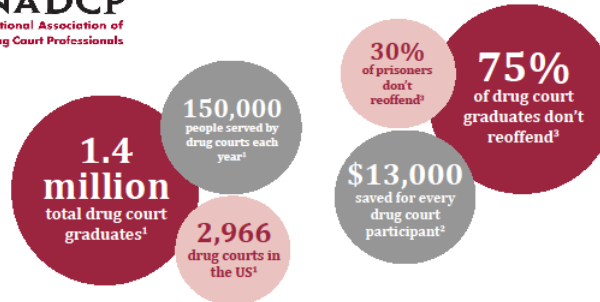 NADCP
tional Association of
g Court Professionals
1.4
million
total drug court
graduates¹
150,000
people served by
drug courts each
year¹
2,966
drug courts in
the US¹
30%
of prisoners
don't
reoffend³
75%
of drug court
graduates don't
reoffend³
$13,000
saved for every
drug court
participant²